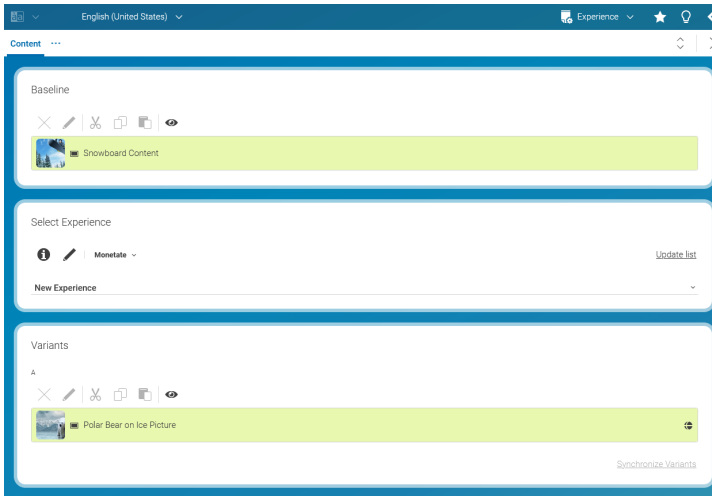 English (United States)
Experience
Content
Baseline
Snowboard Content
Select Experience
Monetate
Update list
New Experience
Variants
A
Polar Bear on Ice Picture
Synchronize Variants